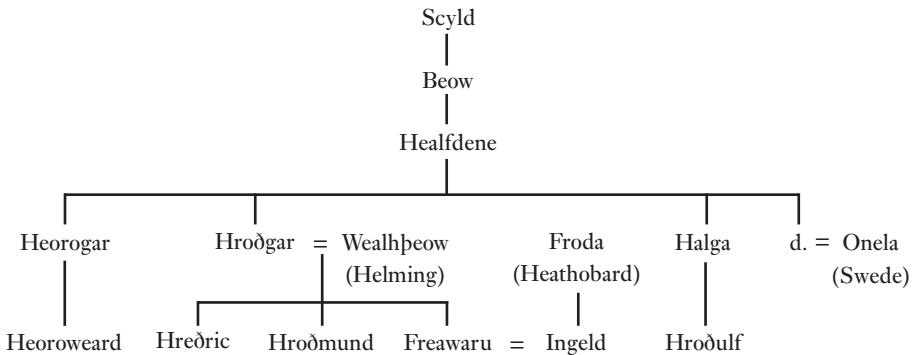 Scyld
Beow
Healfdene
Heorogar Hroðgar = Wealhþeow Froda Halga d. = Onela
(Helming) (Heathobard) (Swede)
Heoroweard Hreðric Hroðmund Freawaru = Ingeld Hroðulf